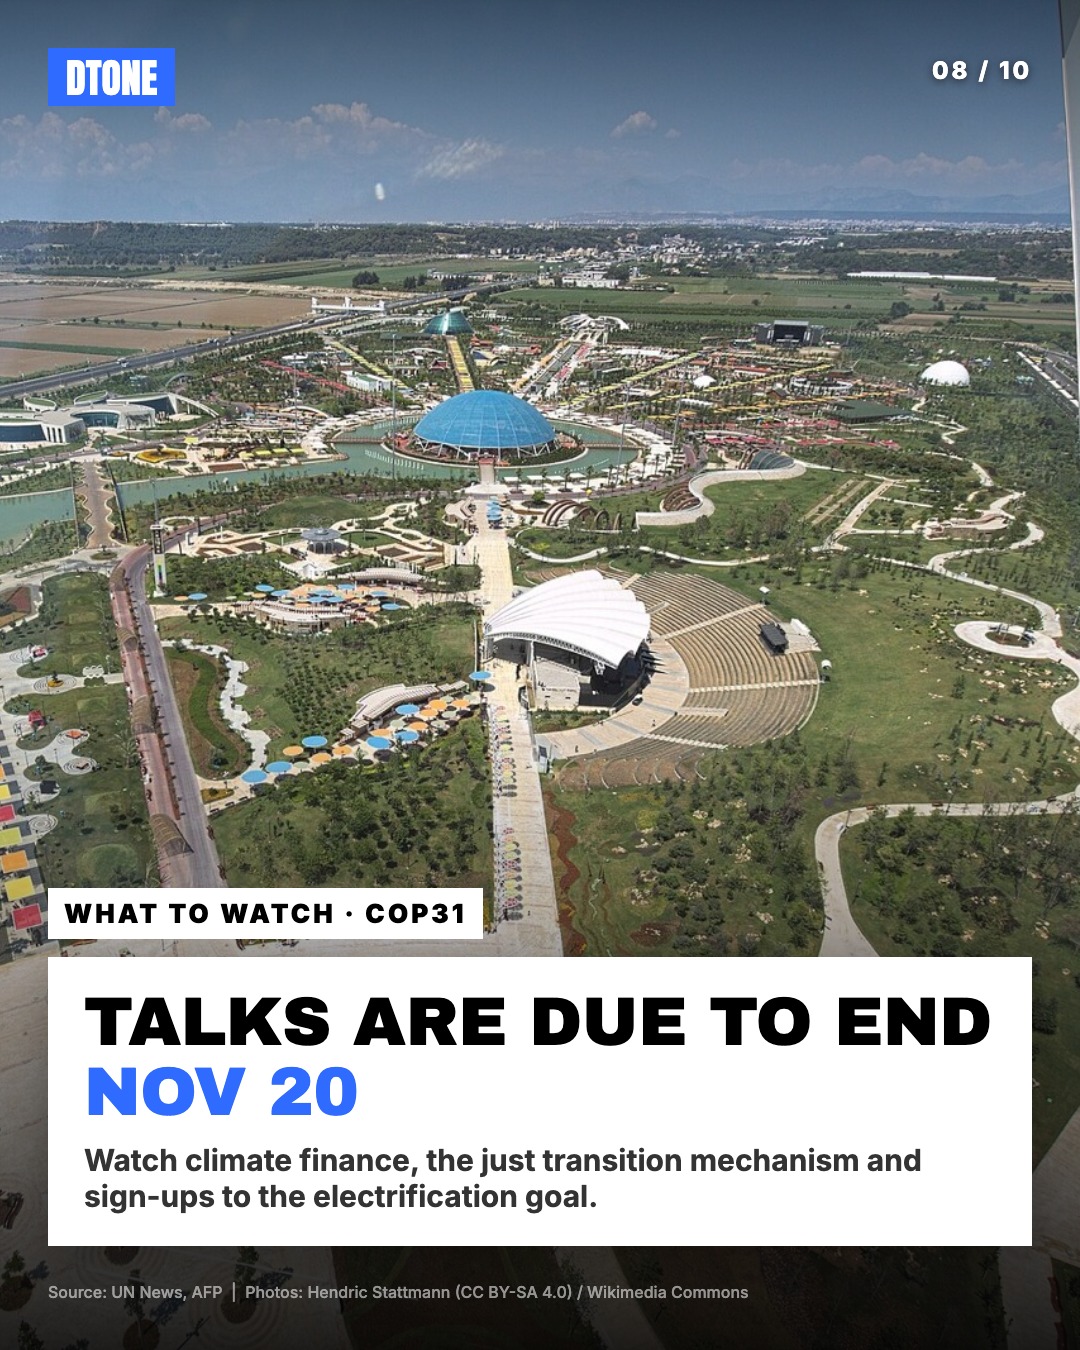 DTONE
08 / 10
WHAT TO WATCH · COP31
TALKS ARE DUE TO END
NOV 20
Watch climate finance, the just transition mechanism and
sign-ups to the electrification goal.
Source: UN News, AFP | Photos: Hendric Stattmann (CC BY-SA 4.0) / Wikimedia Commons